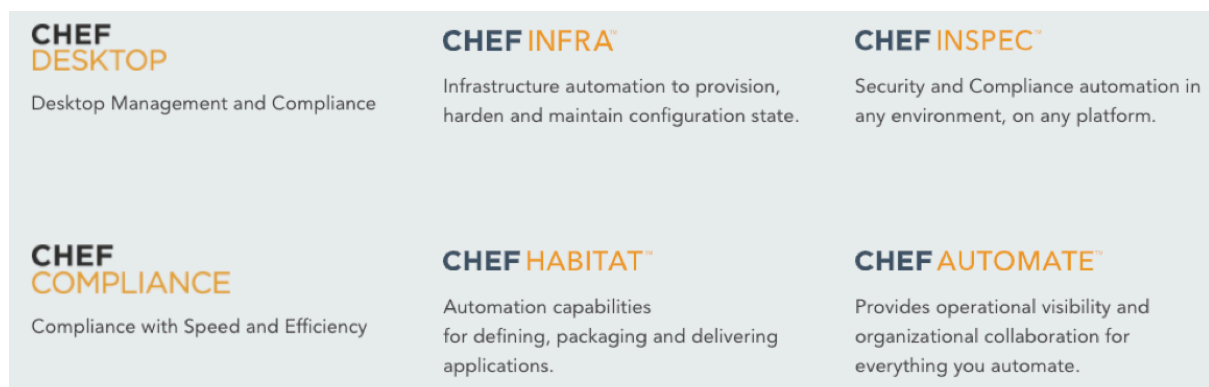 CHEF
DESKTOP
Desktop Management and Compliance
CHEF INFRA™
Infrastructure automation to provision,
harden and maintain configuration state.
CHEF INSPEC™
Security and Compliance automation in
any environment, on any platform.
CHEF
COMPLIANCE
Compliance with Speed and Efficiency
CHEF HABITAT™
Automation capabilities
for defining, packaging and delivering
applications.
CHEF AUTOMATE™
Provides operational visibility and
organizational collaboration for
everything you automate.